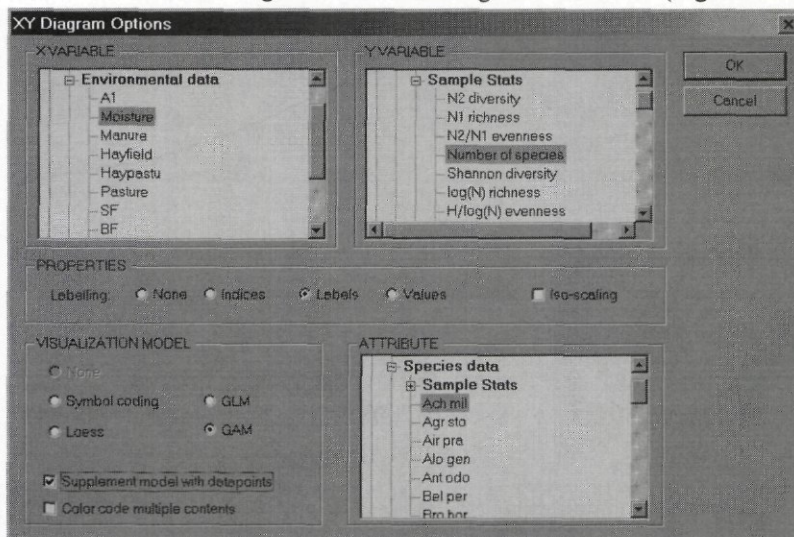 XY Diagram Options
X VARIABLE
Environmental data
A1
Moisture
Manure
Hayfield
Haypastu
Pasture
SF
BF
Y VARIABLE
Sample Stats
N2 diversity
N1 richness
N2/N1 evenness
Number of species
Shannon diversity
log(N) richness
H/log(N) evenness
OK
Cancel
PROPERTIES
Labelling: None Indices Labels Values Iso-scaling
VISUALIZATION MODEL
None
Symbol coding GLM
Loess GAM
Supplement model with datapoints
Color code multiple contents
ATTRIBUTE
Species data
Sample Stats
Ach mil
Agr sto
Air pra
Alo gen
Ant odo
Bel per
Bro hor